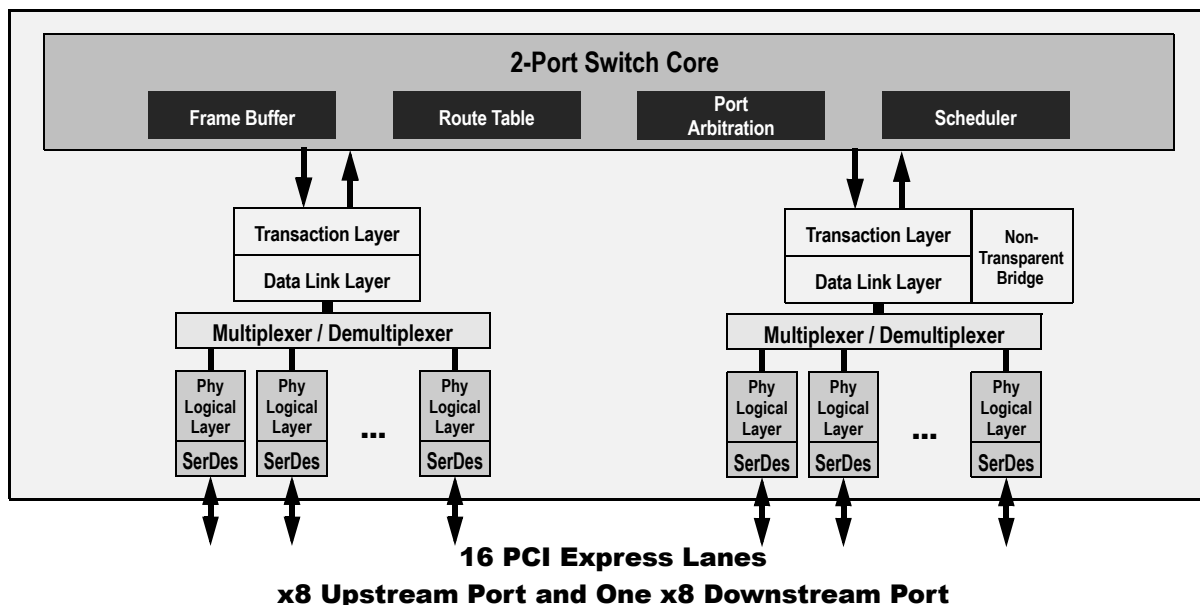 2-Port Switch Core
Frame Buffer
Route Table
Port
Arbitration
Scheduler
Transaction Layer
Data Link Layer
Multiplexer / Demultiplexer
Phy
Logical
Layer
SerDes
Phy
Logical
Layer
SerDes
...
Phy
Logical
Layer
SerDes
Transaction Layer
Data Link Layer
Non-
Transparent
Bridge
Multiplexer / Demultiplexer
Phy
Logical
Layer
SerDes
Phy
Logical
Layer
SerDes
...
Phy
Logical
Layer
SerDes
16 PCI Express Lanes
x8 Upstream Port and One x8 Downstream Port